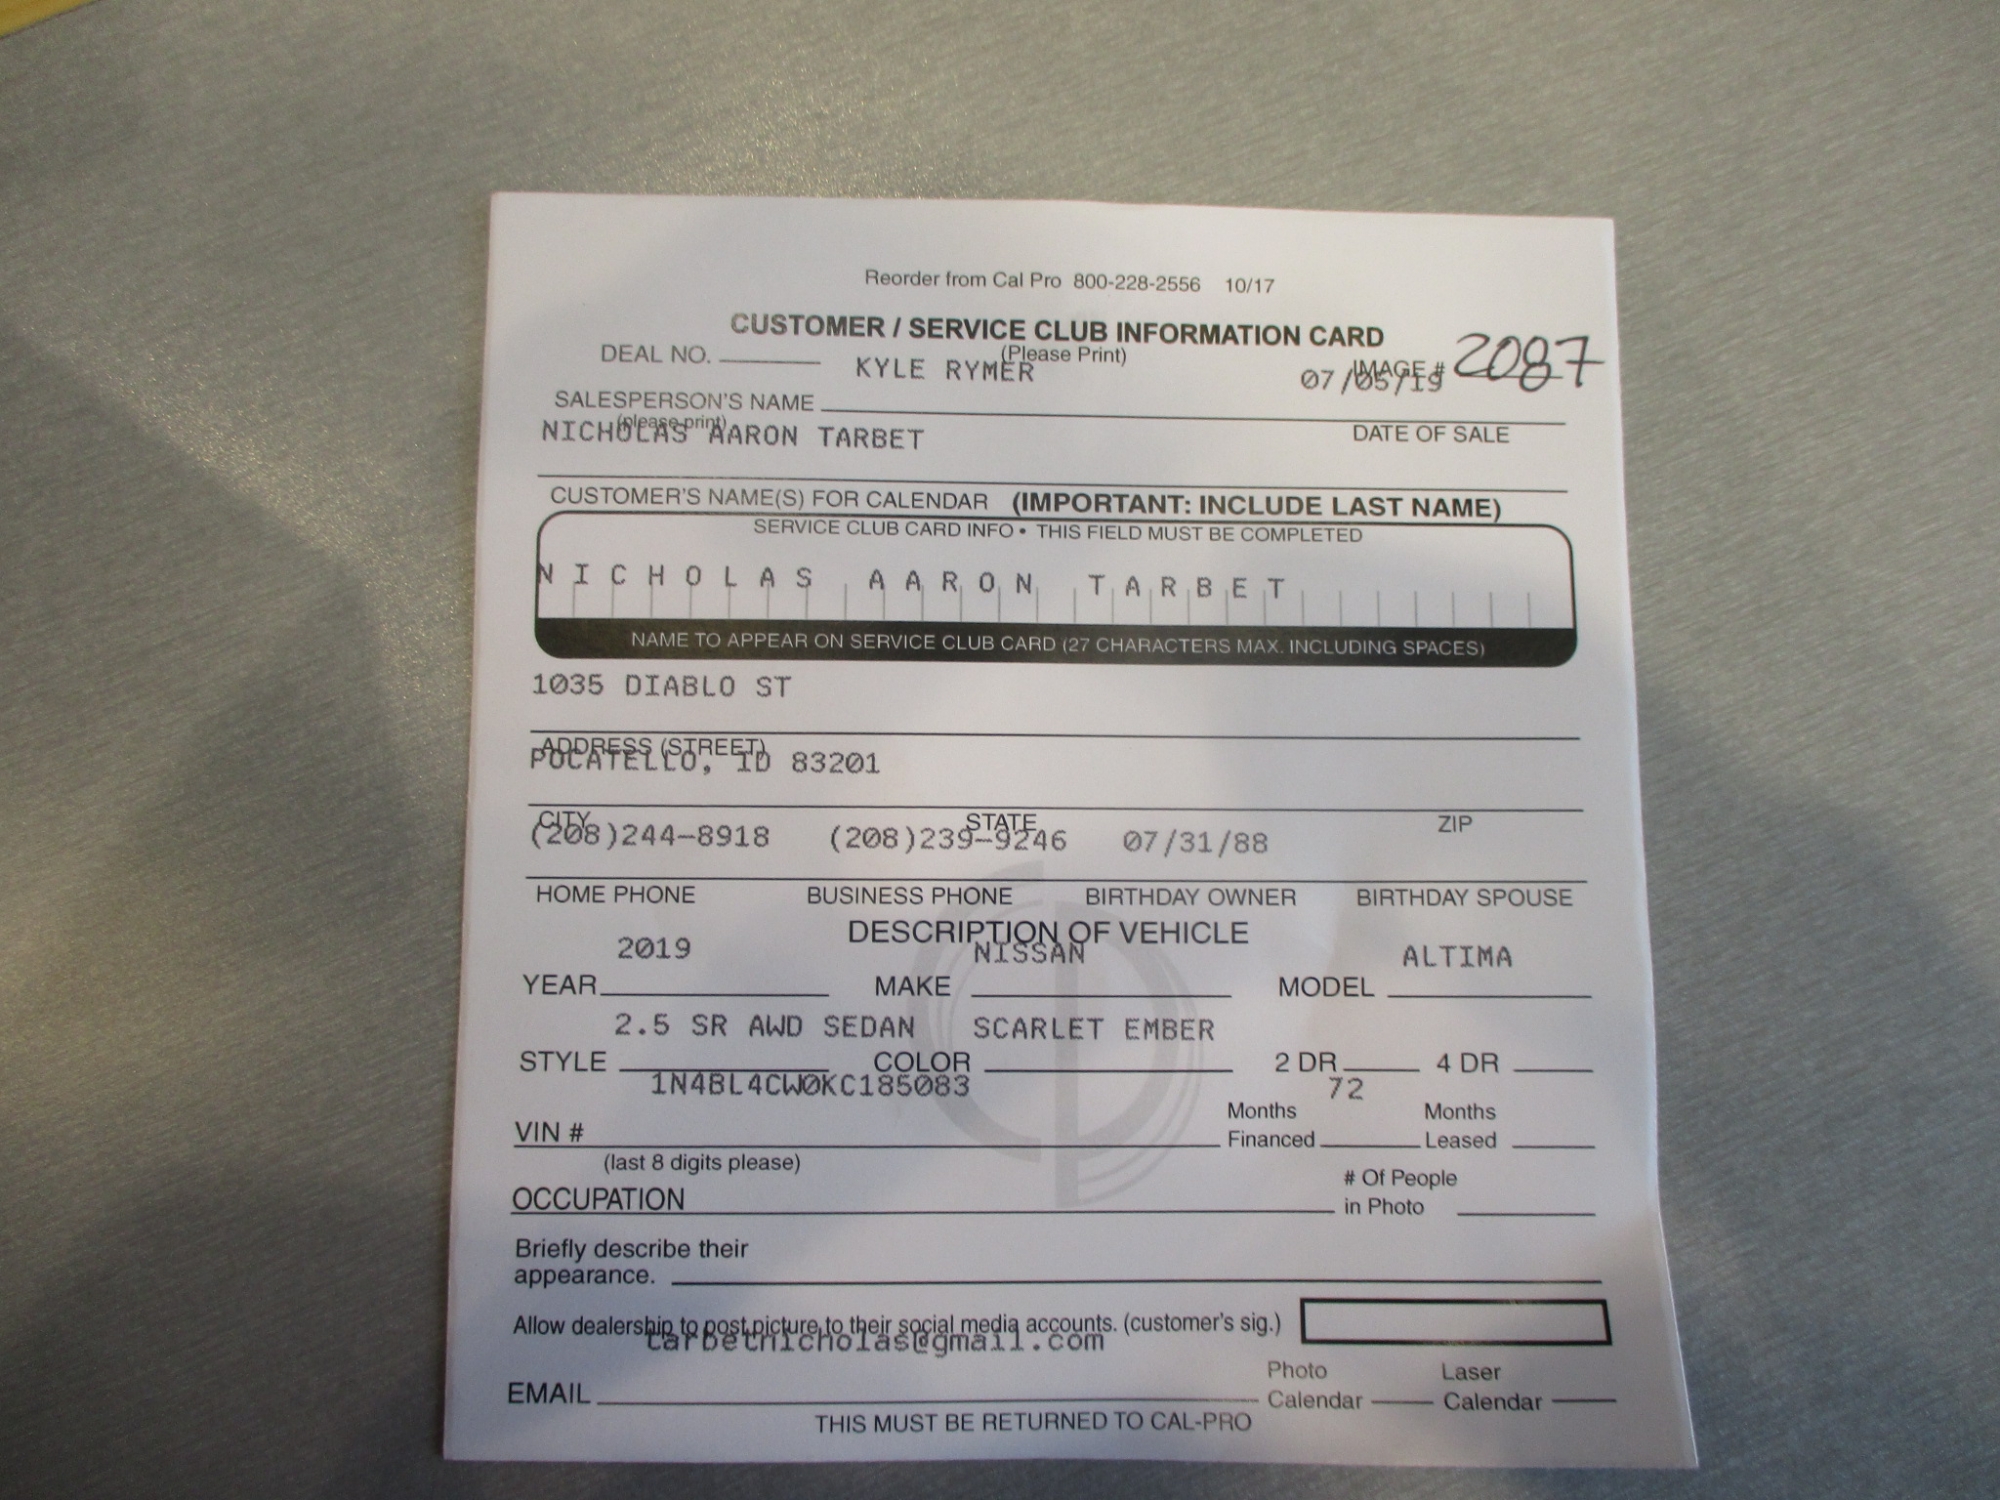 Reorder from Cal Pro 800-228-2556 10/17
CUSTOMER / SERVICE CLUB INFORMATION CARD
(Please Print)
DEAL NO. KYLE RYMER 07/05/19 IMAGE # 2087
SALESPERSON'S NAME
(please print)
DATE OF SALE
NICHOLAS AARON TARBET
CUSTOMER'S NAME(S) FOR CALENDAR (IMPORTANT: INCLUDE LAST NAME)
SERVICE CLUB CARD INFO • THIS FIELD MUST BE COMPLETED
NICHOLAS AARON TARBET
NAME TO APPEAR ON SERVICE CLUB CARD (27 CHARACTERS MAX. INCLUDING SPACES)
1035 DIABLO ST
ADDRESS (STREET)
POCATELLO, ID 83201
CITY STATE ZIP
(208)244-8918 (208)239-9246 07/31/88
HOME PHONE BUSINESS PHONE BIRTHDAY OWNER BIRTHDAY SPOUSE
DESCRIPTION OF VEHICLE
2019 NISSAN ALTIMA
YEAR MAKE MODEL
2.5 SR AWD SEDAN SCARLET EMBER
STYLE COLOR 2 DR 4 DR
1N4BL4CW0KC185083 72
VIN # Months Financed Months Leased
(last 8 digits please)
OCCUPATION # Of People in Photo
Briefly describe their
appearance.
Allow dealership to post picture to their social media accounts. (customer's sig.)
tarbetnicholas@gmail.com
EMAIL Photo Calendar Laser Calendar
THIS MUST BE RETURNED TO CAL-PRO